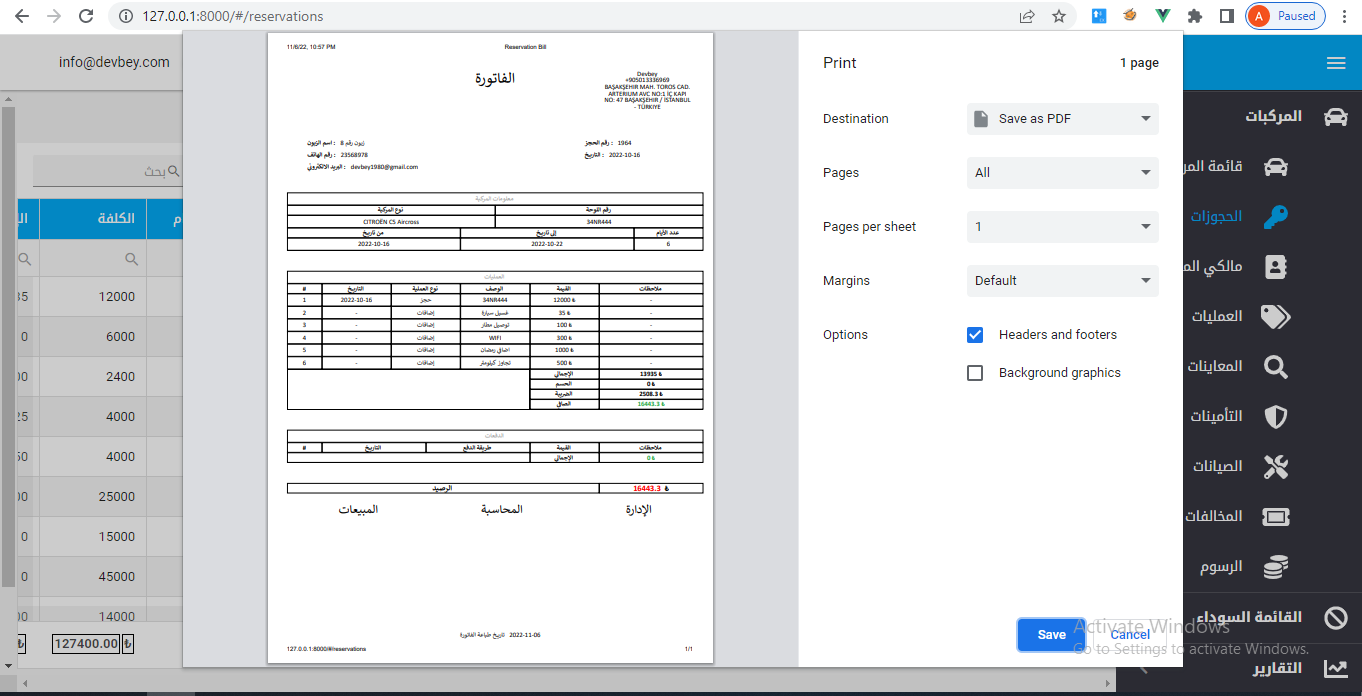 127.0.0.1:8000/#/reservations
A Paused
info@devbey.com
بحث
الكلفة
12000
6000
2400
4000
4000
25000
15000
45000
14000
127400.00 ₺
11/6/22, 10:57 PM Reservation Bill
الفاتورة
Devbey
+905013336969
BAŞAKŞEHIR MAH. TOROS CAD.
ARTERIUM AVC NO:1 İÇ KAPI
NO: 47 BAŞAKŞEHIR / ISTANBUL
- TÜRKIYE
رقم الحجز : 1964
التاريخ : 2022-10-16
اسم الزبون : زبون رقم 8
رقم الهاتف : 23568978
البريد الالكتروني : devbey1980@gmail.com
معلومات المركبة
نوع المركبة رقم اللوحة
CITROËN C5 Aircross 34NR444
من تاريخ إلى تاريخ عدد الأيام
2022-10-16 2022-10-22 6
العمليات
# التاريخ نوع العملية الوصف القيمة ملاحظات
1 2022-10-16 حجز 34NR444 12000 ₺ -
2 - إضافات غسيل سيارة 35 ₺ -
3 - إضافات توصيل مطار 100 ₺ -
4 - إضافات WIFI 300 ₺ -
5 - إضافات اضافي رمضان 1000 ₺ -
6 - إضافات تجاوز كيلومتر 500 ₺ -
الإجمالي 13935 ₺
الحسم 0 ₺
الضريبة 2508.3 ₺
الصافي 16443.3 ₺
الدفعات
# التاريخ طريقة الدفع القيمة ملاحظات
الإجمالي 0 ₺
الرصيد 16443.3 ₺
المبيعات المحاسبة الإدارة
تاريخ طباعة الفاتورة 2022-11-06
127.0.0.1:8000/#/reservations 1/1
Print 1 page
Destination Save as PDF
Pages All
Pages per sheet 1
Margins Default
Options Headers and footers
Background graphics
Save Cancel
المركبات
قائمة المر
الحجوزات
مالكي الم
العمليات
المعاينات
التأمينات
الصيانات
المخالفات
الرسوم
القائمة السوداء
التقارير
Activate Windows
Go to Settings to activate Windows.